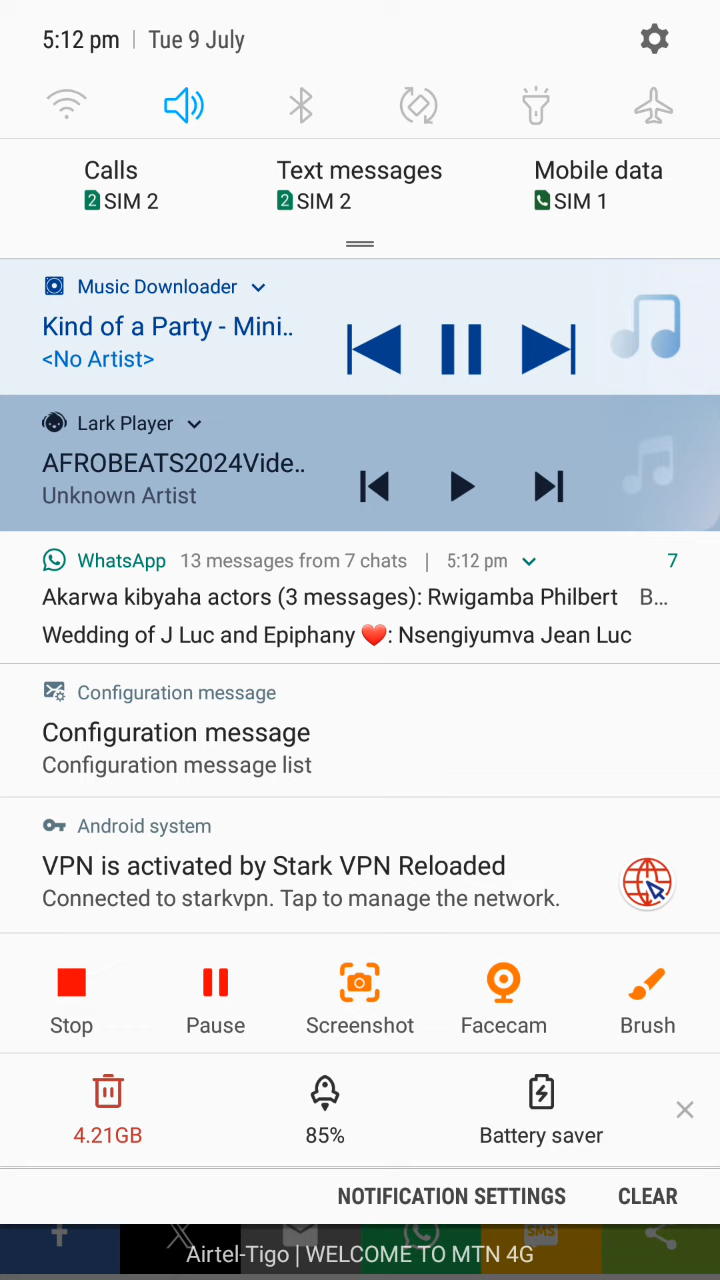 5:12 pm | Tue 9 July
Calls
2 SIM 2
Text messages
2 SIM 2
Mobile data
SIM 1
Music Downloader
Kind of a Party - Mini..
<No Artist>
Lark Player
AFROBEATS2024Vide..
Unknown Artist
WhatsApp 13 messages from 7 chats | 5:12 pm 7
Akarwa kibyaha actors (3 messages): Rwigamba Philbert B...
Wedding of J Luc and Epiphany ❤️: Nsengiyumva Jean Luc
Configuration message
Configuration message
Configuration message list
Android system
VPN is activated by Stark VPN Reloaded
Connected to starkvpn. Tap to manage the network.
Stop Pause Screenshot Facecam Brush
4.21GB 85% Battery saver
NOTIFICATION SETTINGS CLEAR
SMS
Airtel-Tigo | WELCOME TO MTN 4G